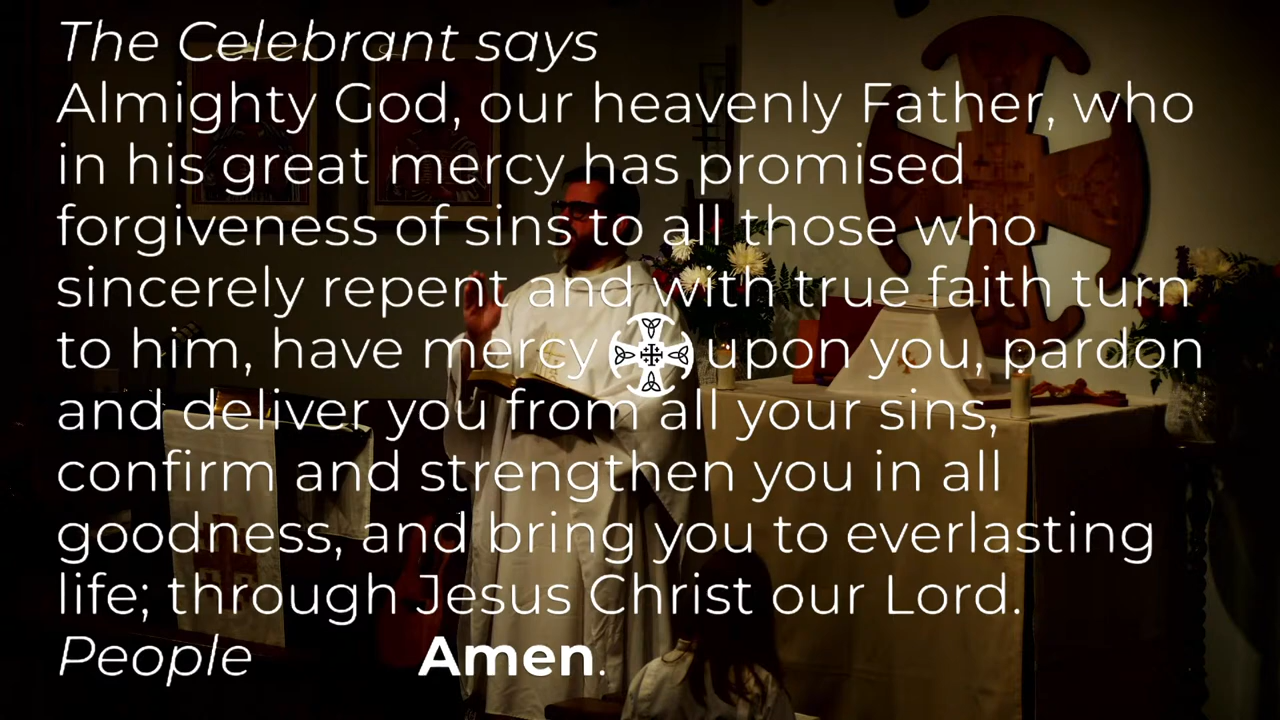 The Celebrant says
Almighty God, our heavenly Father, who
in his great mercy has promised
forgiveness of sins to all those who
sincerely repent and with true faith turn
to him, have mercy upon you, pardon
and deliver you from all your sins,
confirm and strengthen you in all
goodness, and bring you to everlasting
life; through Jesus Christ our Lord.
People Amen.